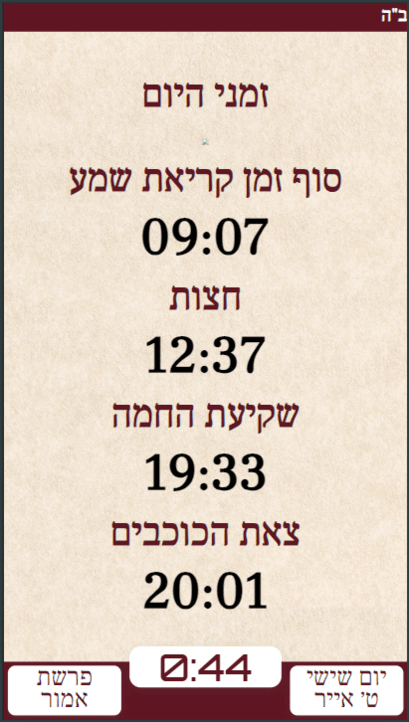 ב"ה
זמני היום
סוף זמן קריאת שמע
09:07
חצות
12:37
שקיעת החמה
19:33
צאת הכוכבים
20:01
יום שישי
ט' אייר
0:44
פרשת
אמור